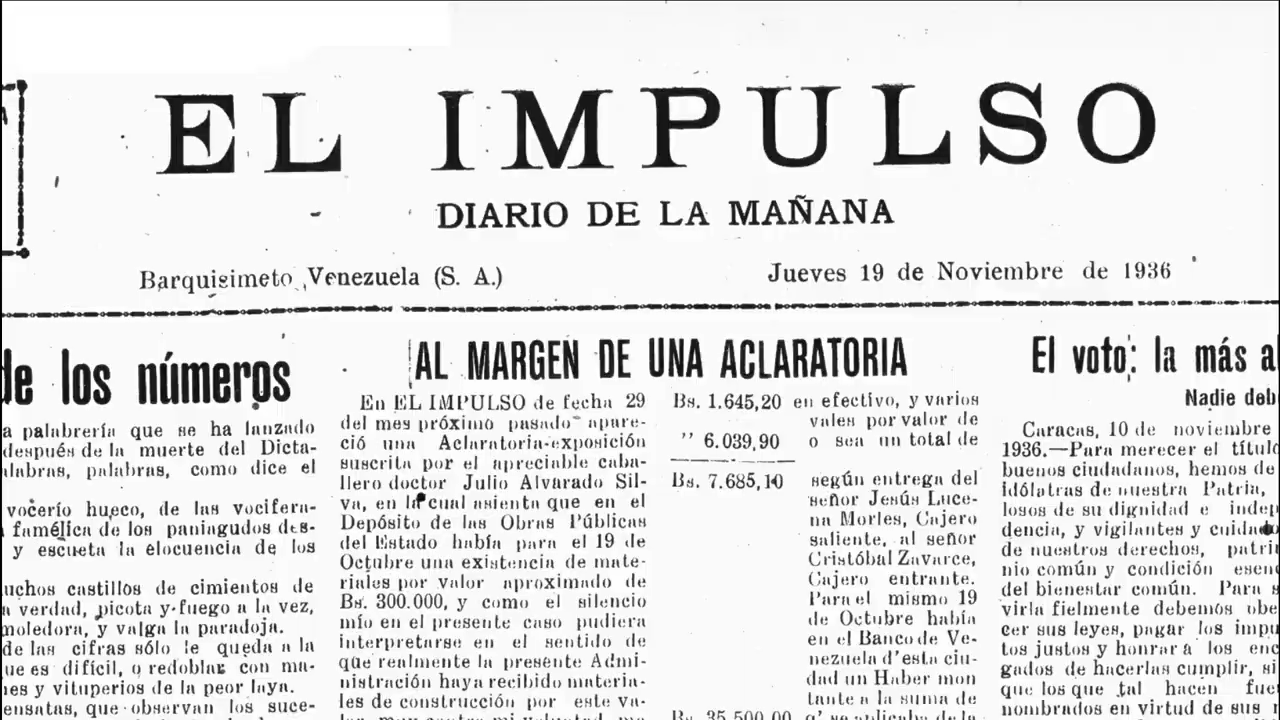 EL IMPULSO
DIARIO DE LA MAÑANA
Barquisimeto, Venezuela (S. A.)
Jueves 19 de Noviembre de 1936
de los números
a palabrería que se ha lanzado
después de la muerte del Dicta-
alabras, palabras, como dice el
vocerío hueco, de las vocifera-
famélica de los paniagudos des-
y escueta la elocuencia de los
uchos castillos de cimientos de
a verdad, picota y fuego a la vez,
moledora, y valga la paradoja.
de las cifras sólo le queda a la
ue es difícil, o redoblar con ma-
nes y vituperios de la peor laya.
ensatas, que observan los suce-
AL MARGEN DE UNA ACLARATORIA
En EL IMPULSO de fecha 29
del mes próximo pasado apare-
ció una Aclaratoria-exposición
suscrita por el apreciable caba-
llero doctor Julio Alvarado Sil-
va, en la cual asienta que en el
Depósito de las Obras Públicas
del Estado había para el 19 de
Octubre una existencia de mate-
riales por valor aproximado de
Bs. 300.000, y como el silencio
mío en el presente caso pudiera
interpretarse en el sentido de
que realmente la presente Admi-
nistración haya recibido materia-
les de construcción por este va-
Bs. 1.645,20 en efectivo, y varios
vales por valor de
" 6.039,90 o sea un total de
Bs. 7.685,10
según entrega del
señor Jesús Luce-
na Morles, Cajero
saliente, al señor
Cristóbal Zavarce,
Cajero entrante.
Para el mismo 19
de Octubre había
en el Banco de Ve-
nezuela d'esta ciu-
dad un Haber mon
tante a la suma de
Bs. 35.500,00 q' se aplicaba de la
El voto: la más a
Nadie deb
Caracas, 10 de noviembre
1936.—Para merecer el título
buenos ciudadanos, hemos de
idólatras de nuestra Patria,
losos de su dignidad e indep
dencia, y vigilantes y cuidado
de nuestros derechos, patri
nio común y condición esen
del bienestar común. Para s
virla fielmente debemos obe
cer sus leyes, pagar los impu
tos justos y honrar a los enc
gados de hacerlas cumplir, si
que los que tal hacen fuer
nombrados en virtud de sus m